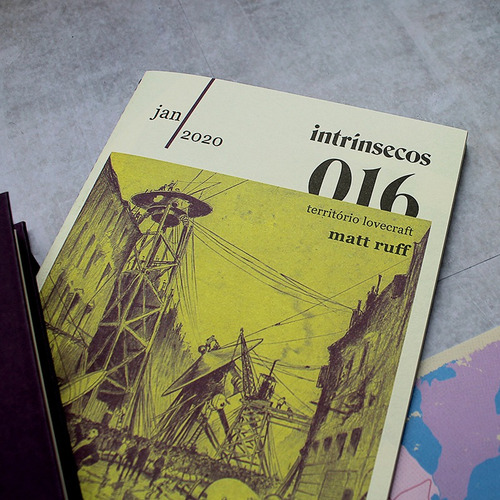 jan
2020
intrínsecos
016
território lovecraft
matt ruff